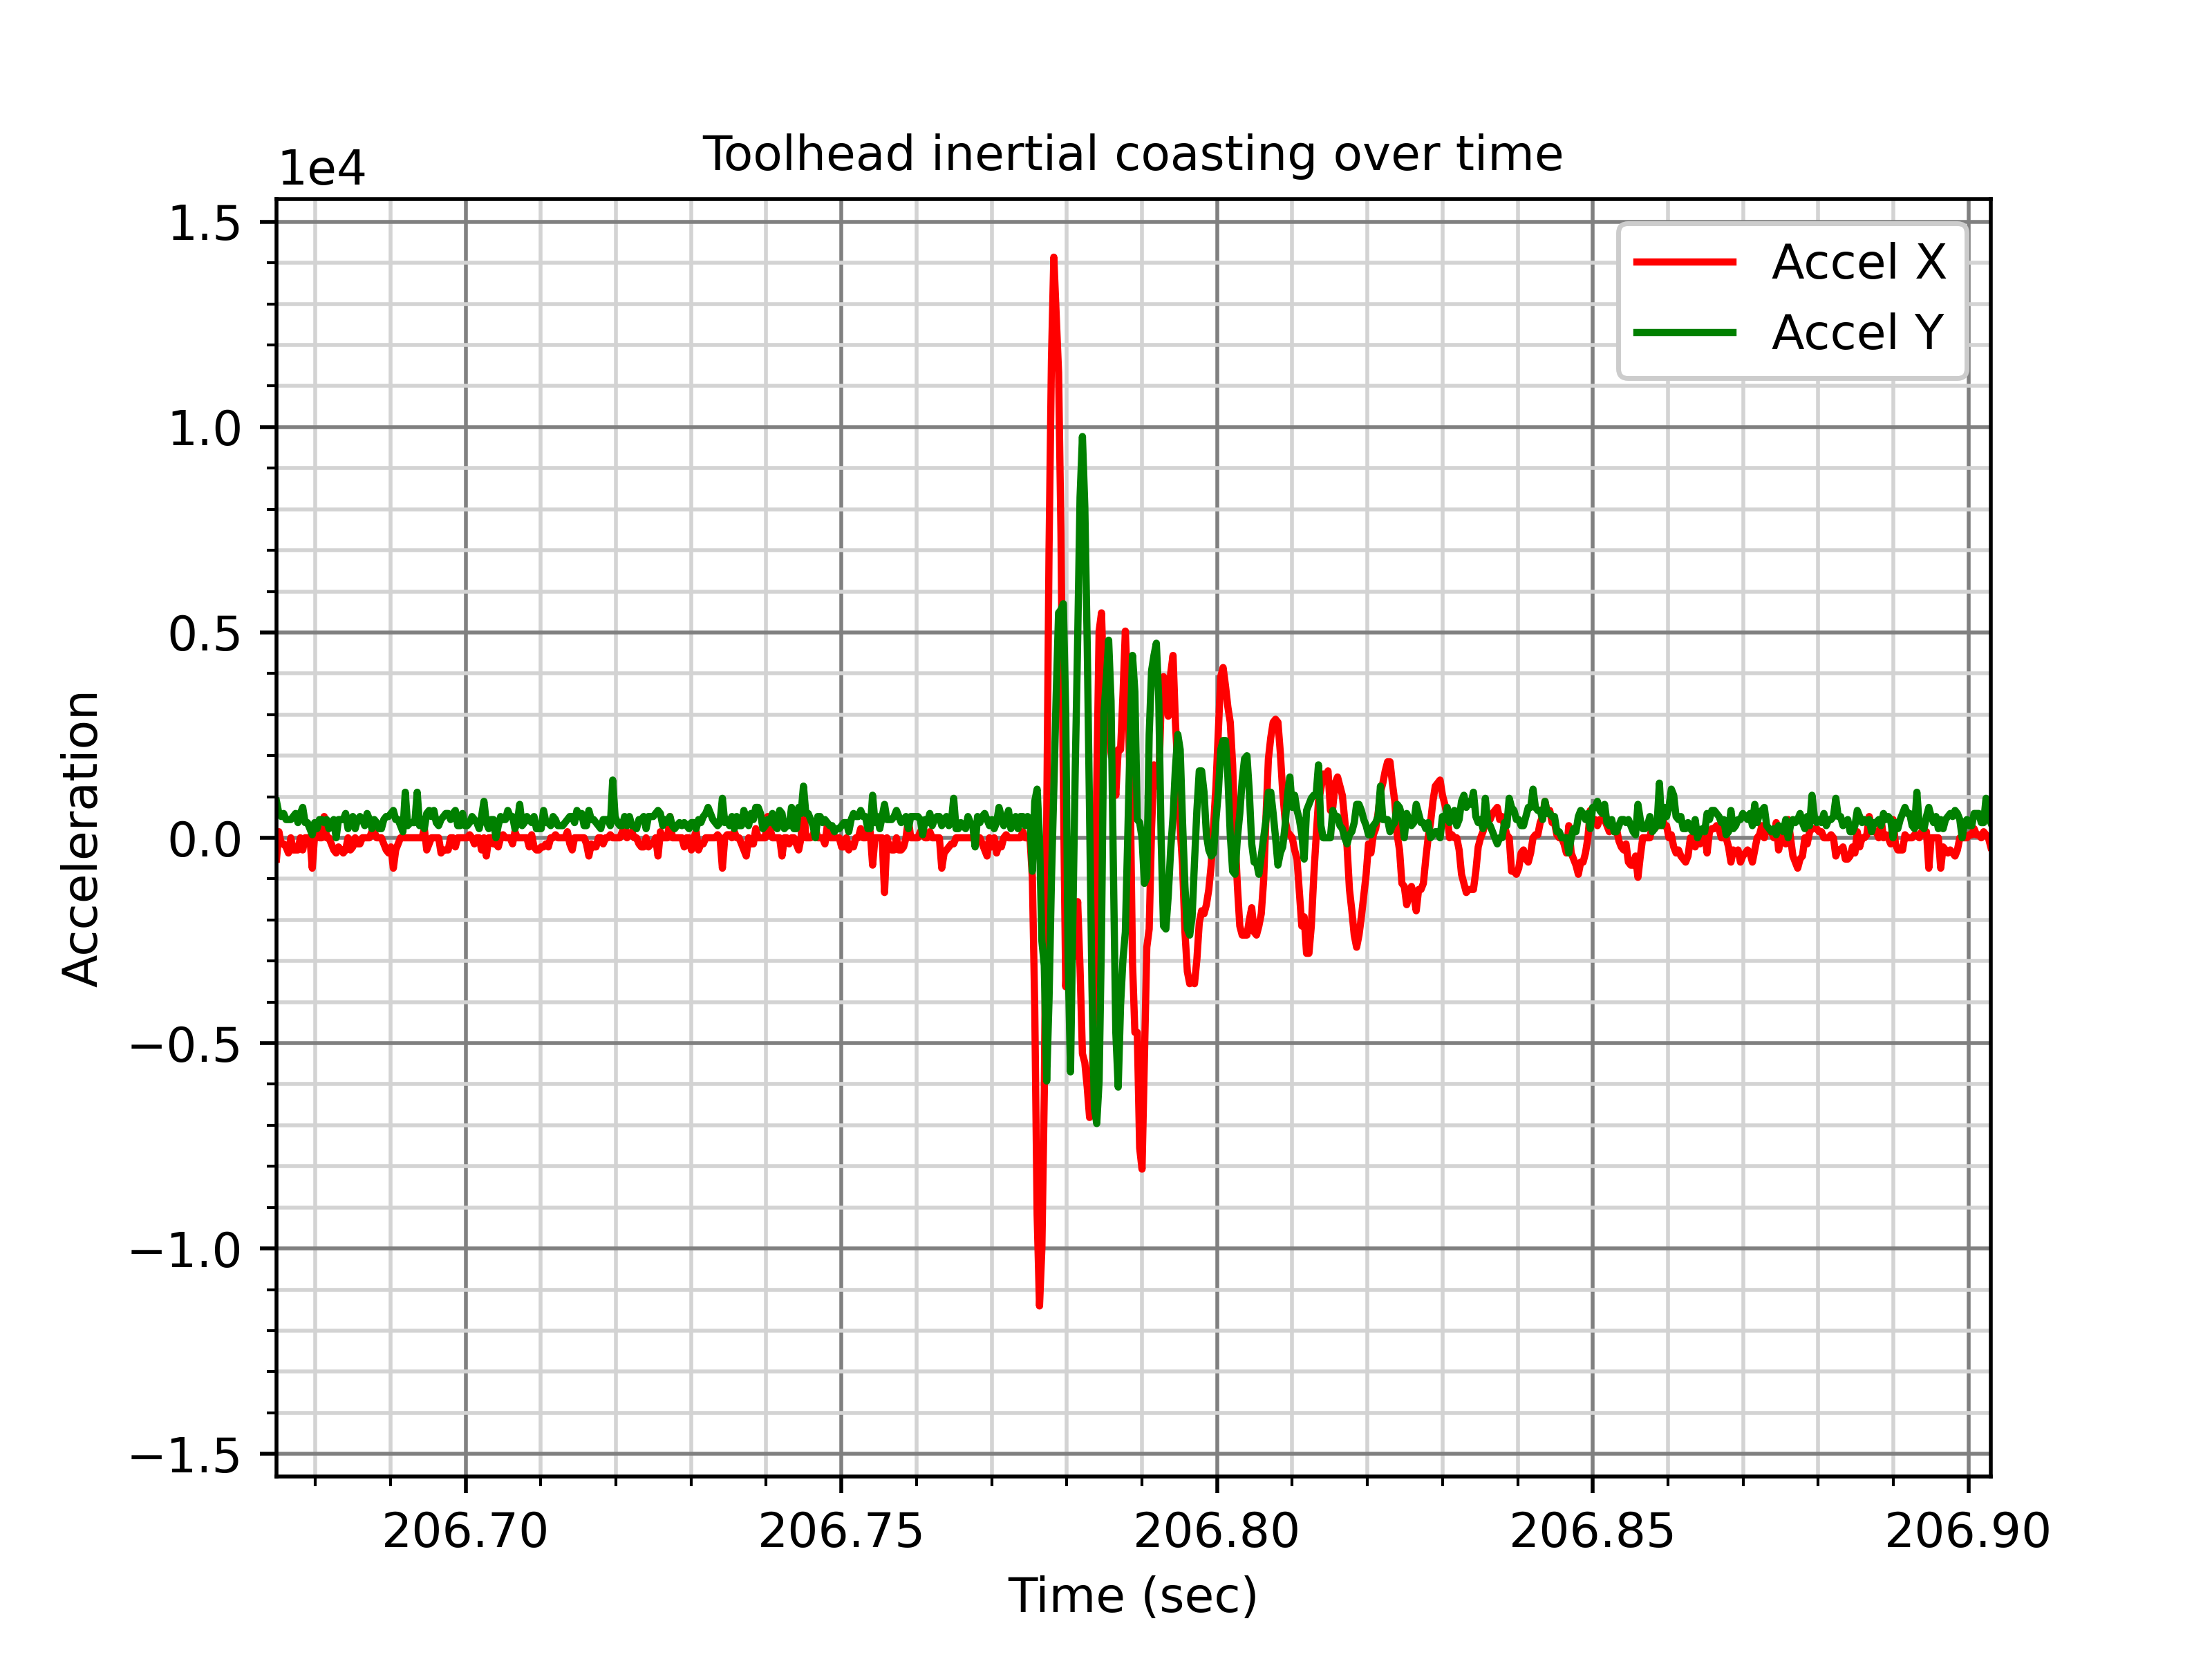 Toolhead inertial coasting over time
1e4
1.5
1.0
0.5
0.0
−0.5
−1.0
−1.5
Acceleration
Accel X
Accel Y
206.70 206.75 206.80 206.85 206.90
Time (sec)